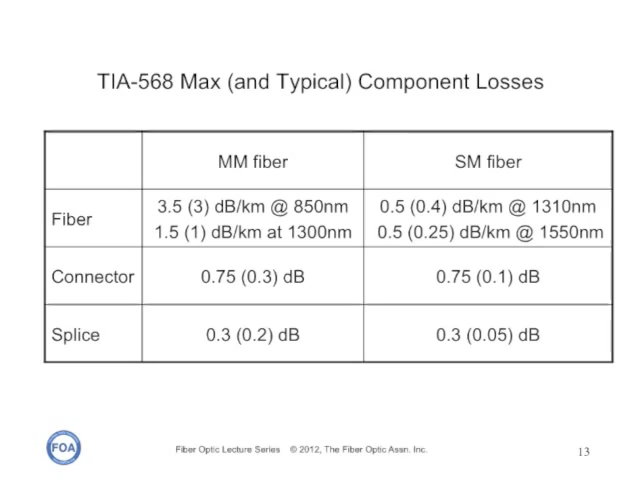 TIA-568 Max (and Typical) Component Losses
MM fiber
SM fiber
Fiber
3.5 (3) dB/km @ 850nm
1.5 (1) dB/km at 1300nm
0.5 (0.4) dB/km @ 1310nm
0.5 (0.25) dB/km @ 1550nm
Connector
0.75 (0.3) dB
0.75 (0.1) dB
Splice
0.3 (0.2) dB
0.3 (0.05) dB
FOA
Fiber Optic Lecture Series © 2012, The Fiber Optic Assn. Inc.
13